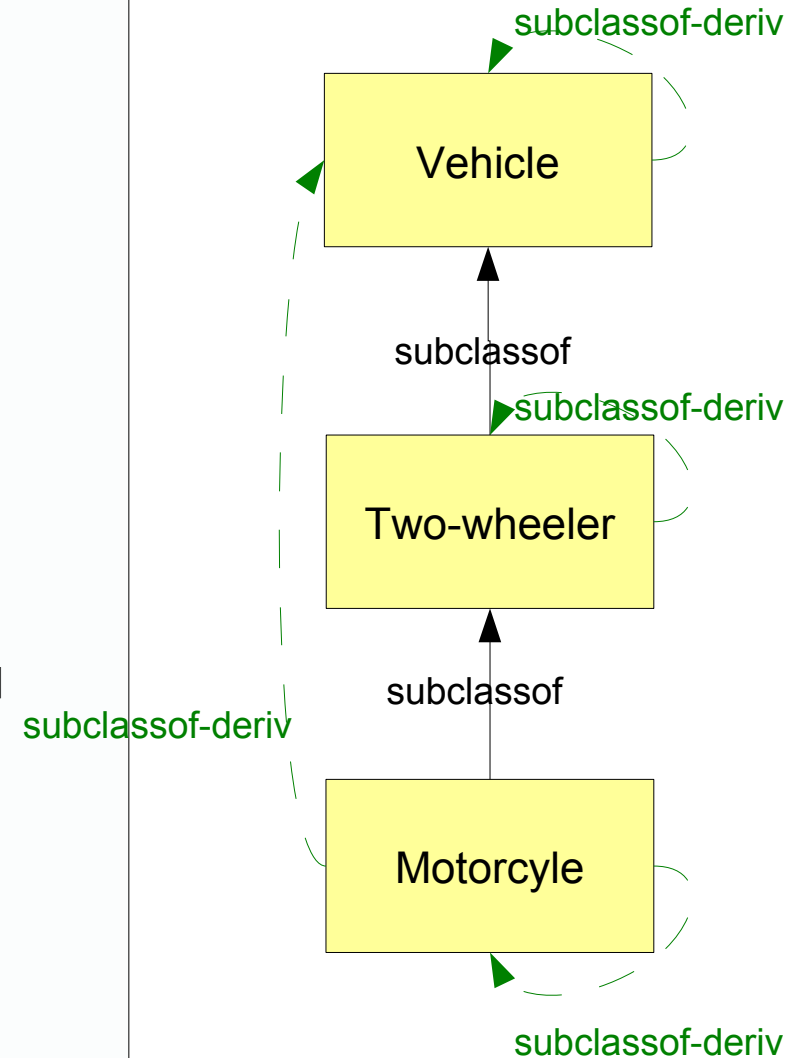 subclassof-deriv
Vehicle
subclassof
subclassof-deriv
Two-wheeler
subclassof
subclassof-deriv
Motorcyle
subclassof-deriv